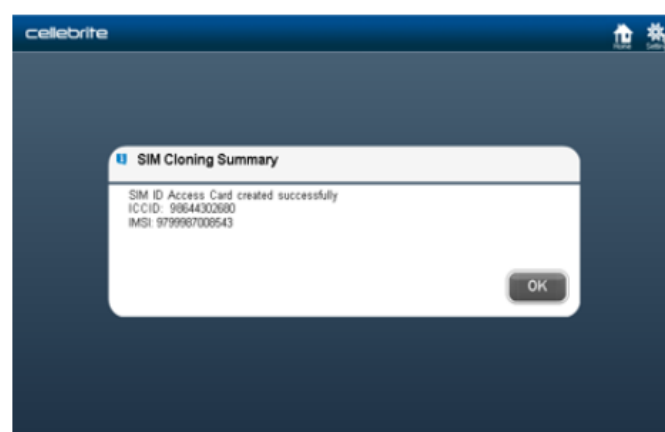 cellebrite
Home
SIM Cloning Summary
SIM ID Access Card created successfully
ICCID: 98644302680
IMSI: 9799987008543
OK